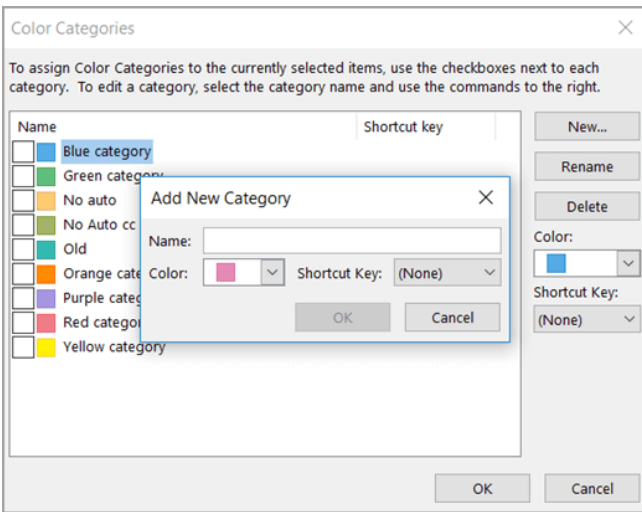 Color Categories
To assign Color Categories to the currently selected items, use the checkboxes next to each
category. To edit a category, select the category name and use the commands to the right.
Name Shortcut key
New...
Blue category
Rename
Green category
No auto
Delete
No Auto cc
Old
Orange cate
Purple categ
Red categor
Yellow category
Color:
Shortcut Key:
(None)
Add New Category
Name:
Color: Shortcut Key: (None)
OK Cancel
OK Cancel